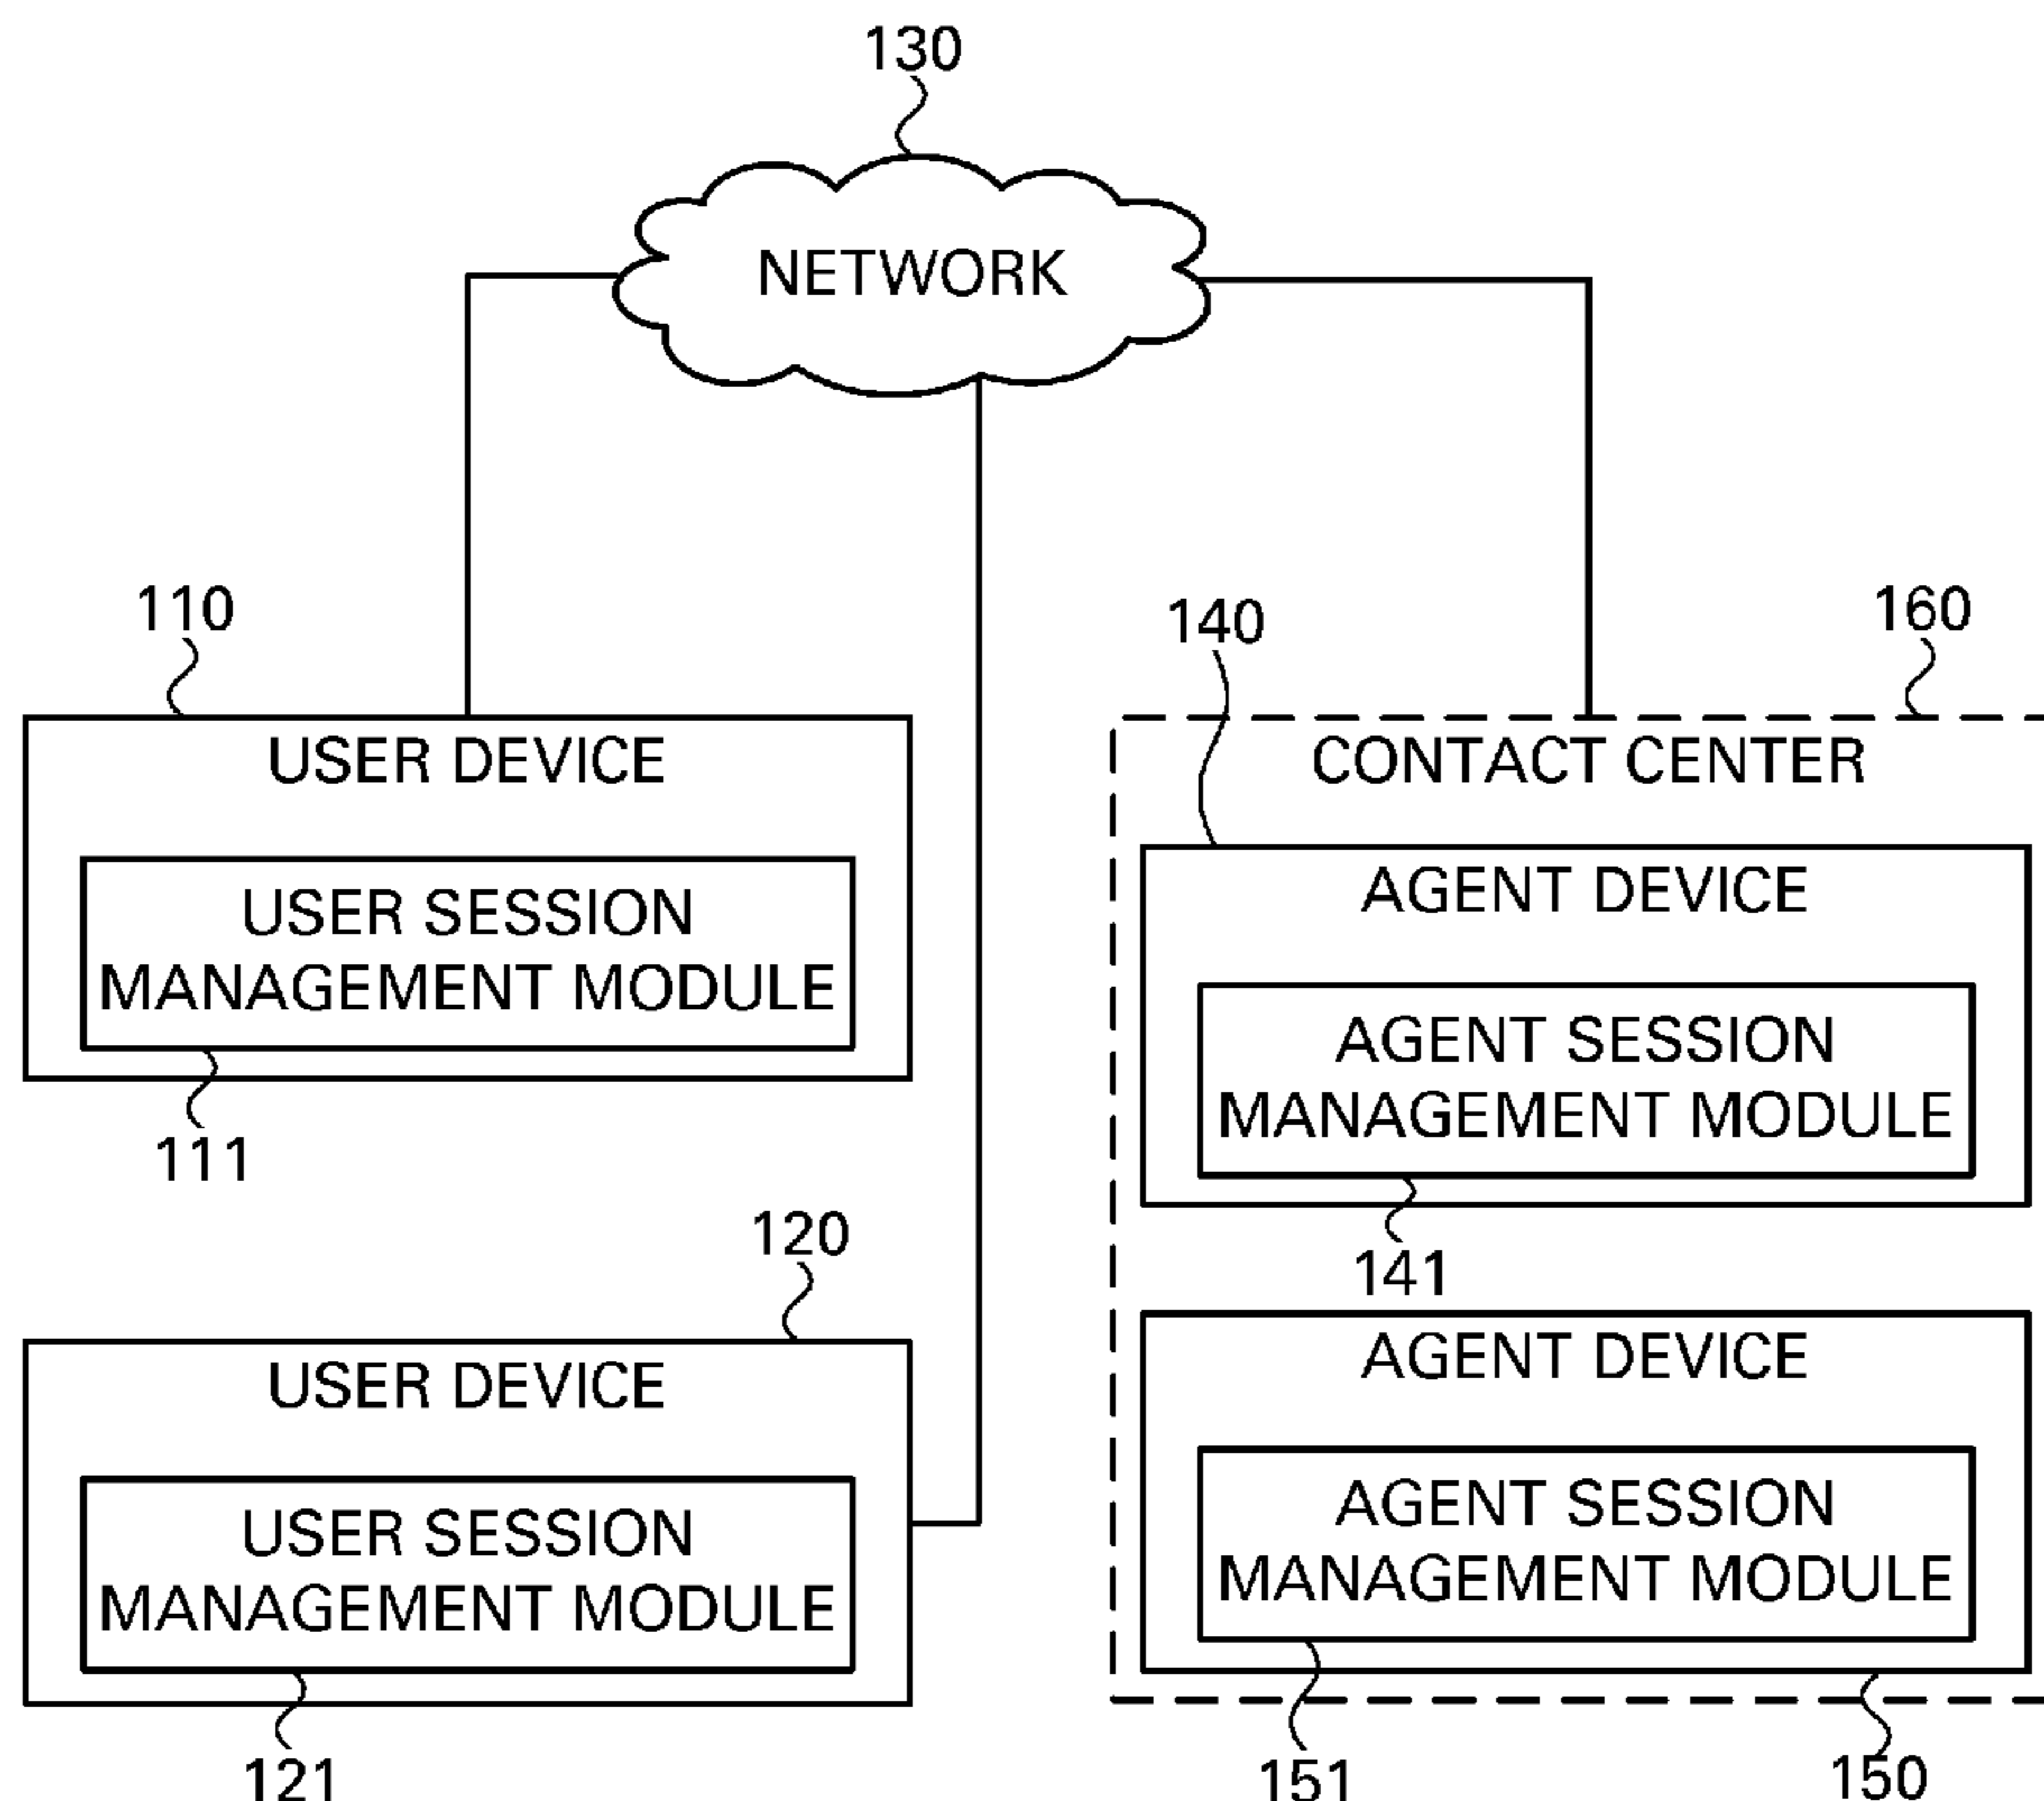 130
NETWORK
110
USER DEVICE
USER SESSION
MANAGEMENT MODULE
111
120
USER DEVICE
USER SESSION
MANAGEMENT MODULE
121
160
CONTACT CENTER
140
AGENT DEVICE
AGENT SESSION
MANAGEMENT MODULE
141
AGENT DEVICE
AGENT SESSION
MANAGEMENT MODULE
151
150